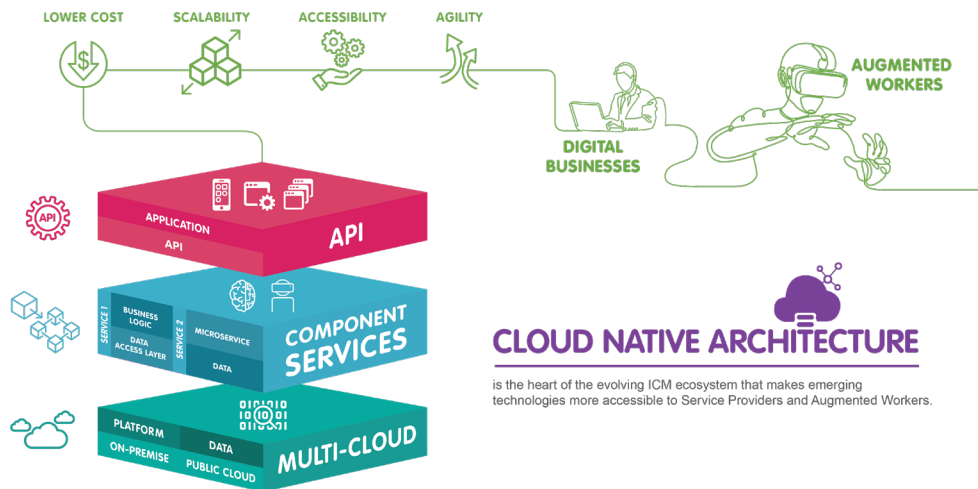 LOWER COST
SCALABILITY
ACCESSIBILITY
AGILITY
AUGMENTED
WORKERS
DIGITAL
BUSINESSES
API
APPLICATION
API
API
SERVICE 1
BUSINESS
LOGIC
DATA
ACCESS LAYER
SERVICE 2
MICROSERVICE
DATA
COMPONENT
SERVICES
PLATFORM
DATA
ON-PREMISE
PUBLIC CLOUD
MULTI-CLOUD
CLOUD NATIVE ARCHITECTURE
is the heart of the evolving ICM ecosystem that makes emerging
technologies more accessible to Service Providers and Augmented Workers.